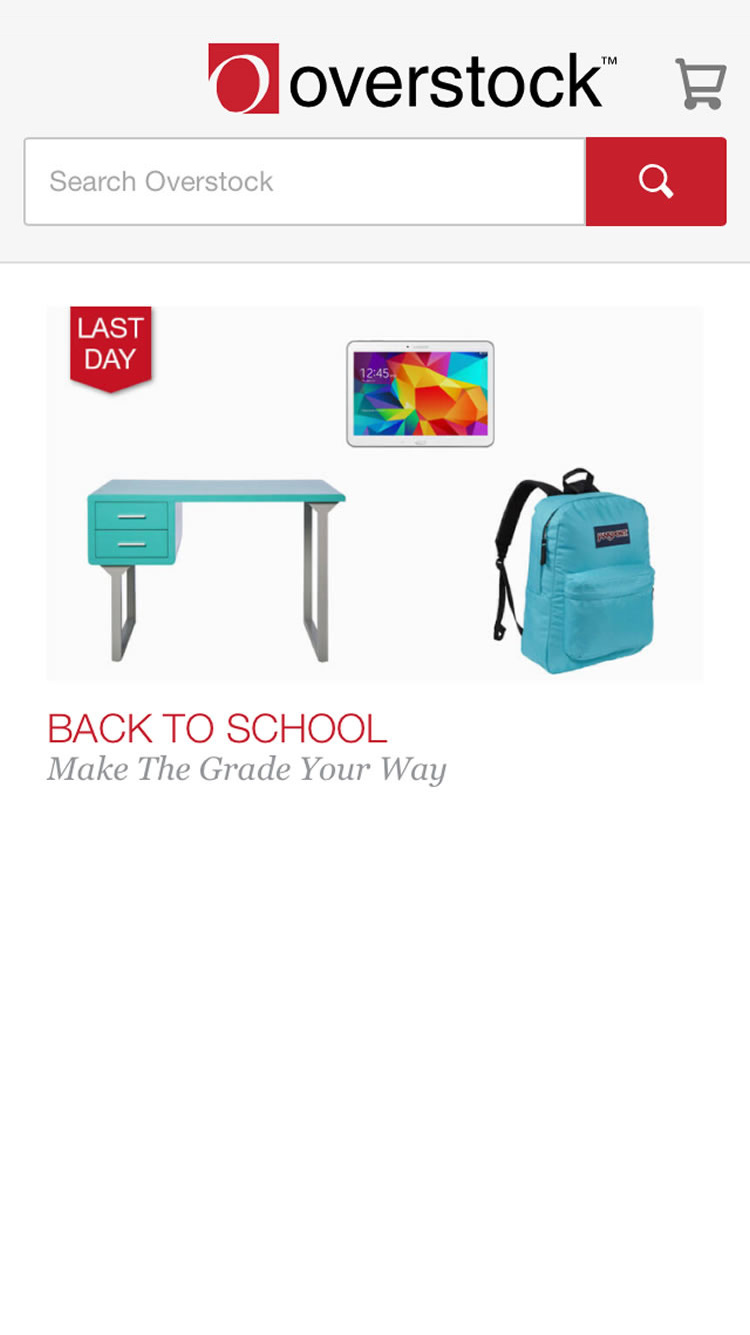 overstock™
Search Overstock
LAST
DAY
12:45
BACK TO SCHOOL
Make The Grade Your Way